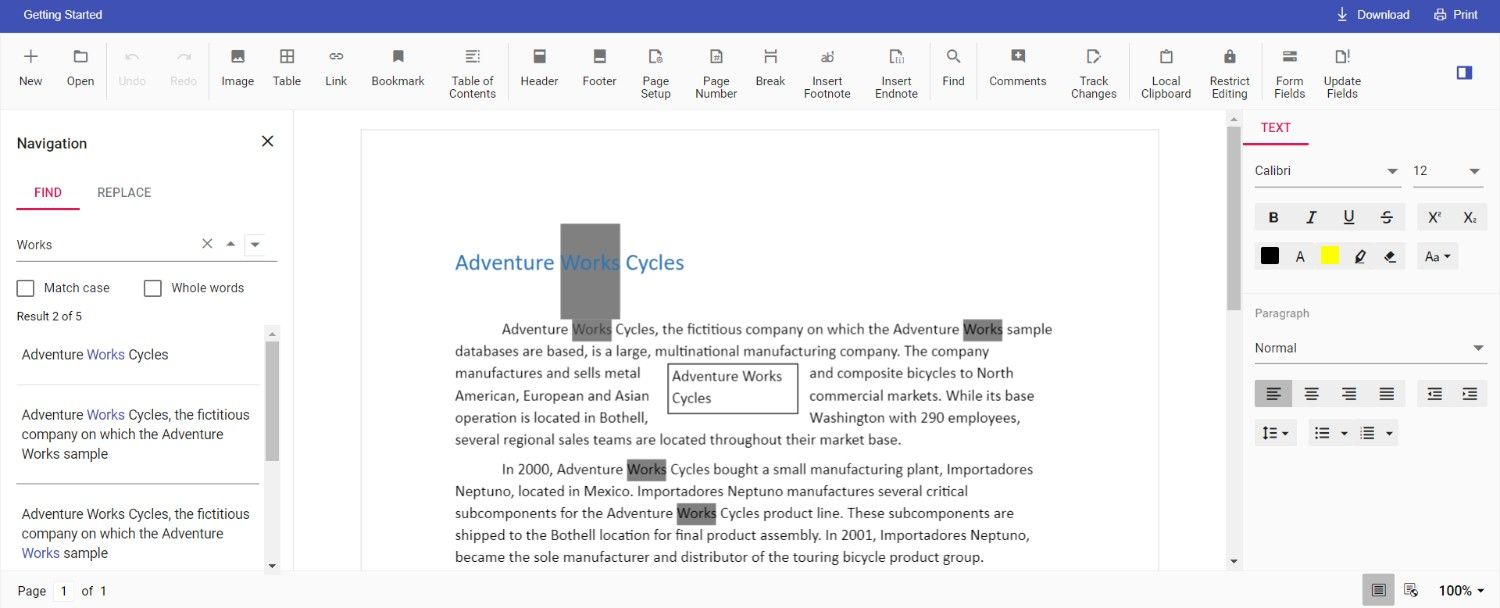 Getting Started
Download Print
New Open Undo Redo Image Table Link Bookmark Table of Contents Header Footer Page Setup Page Number Break Insert Footnote Insert Endnote Find Comments Track Changes Local Clipboard Restrict Editing Form Fields Update Fields
Navigation
FIND REPLACE
Works
Match case Whole words
Result 2 of 5
Adventure Works Cycles
Adventure Works Cycles, the fictitious
company on which the Adventure
Works sample
Adventure Works Cycles, the fictitious
company on which the Adventure
Works sample
Adventure Works Cycles
Adventure Works Cycles, the fictitious company on which the Adventure Works sample
databases are based, is a large, multinational manufacturing company. The company
manufactures and sells metal and composite bicycles to North
American, European and Asian commercial markets. While its base
operation is located in Bothell, Washington with 290 employees,
several regional sales teams are located throughout their market base.
Adventure Works
Cycles
In 2000, Adventure Works Cycles bought a small manufacturing plant, Importadores
Neptuno, located in Mexico. Importadores Neptuno manufactures several critical
subcomponents for the Adventure Works Cycles product line. These subcomponents are
shipped to the Bothell location for final product assembly. In 2001, Importadores Neptuno,
became the sole manufacturer and distributor of the touring bicycle product group.
TEXT
Calibri 12
B I U S X² X₂
A Aa
Paragraph
Normal
Page 1 of 1
100%